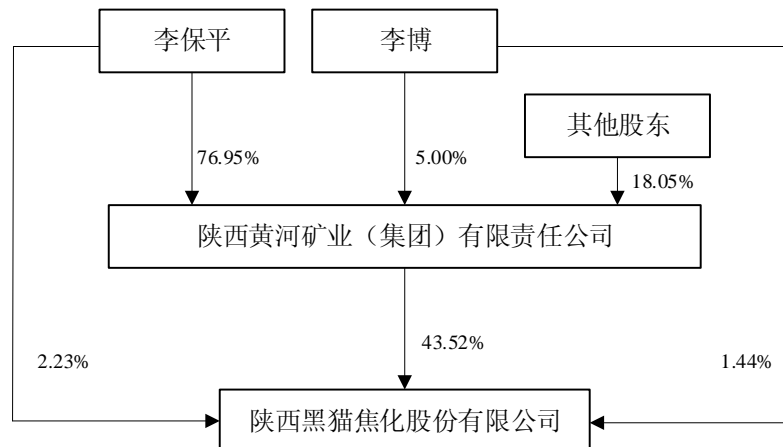 李保平
李博
其他股东
76.95%
5.00%
18.05%
陕西黄河矿业（集团）有限责任公司
2.23%
43.52%
1.44%
陕西黑猫焦化股份有限公司